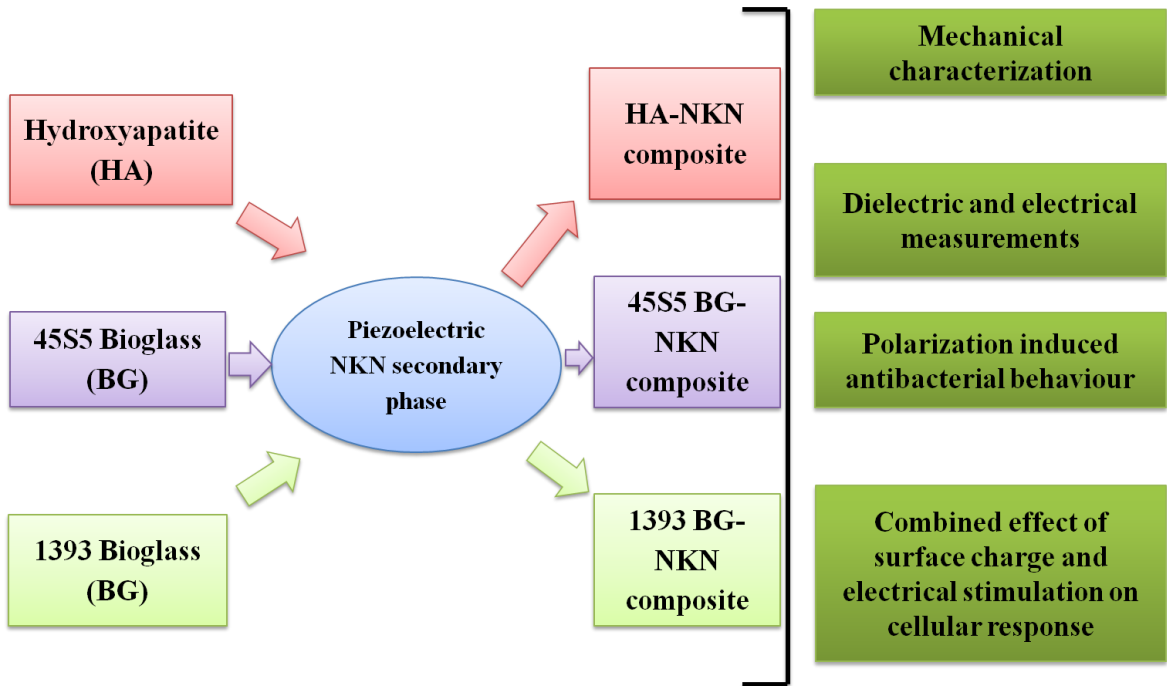 Hydroxyapatite
(HA)
45S5 Bioglass
(BG)
1393 Bioglass
(BG)
Piezoelectric
NKN secondary
phase
HA-NKN
composite
45S5 BG-
NKN
composite
1393 BG-
NKN
composite
Mechanical
characterization
Dielectric and electrical
measurements
Polarization induced
antibacterial behaviour
Combined effect of
surface charge and
electrical stimulation on
cellular response